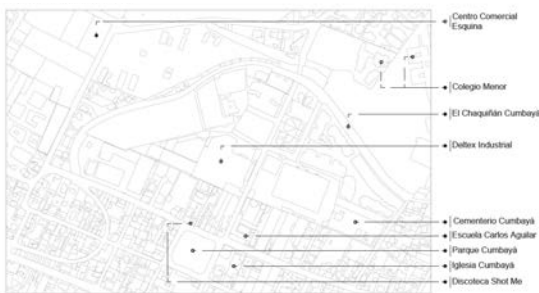 Centro Comercial
Esquina
Colegio Menor
El Chaquiñán Cumbayá
Deltex Industrial
Cementerio Cumbayá
Escuela Carlos Aguilar
Parque Cumbayá
Iglesia Cumbayá
Discoteca Shot Me